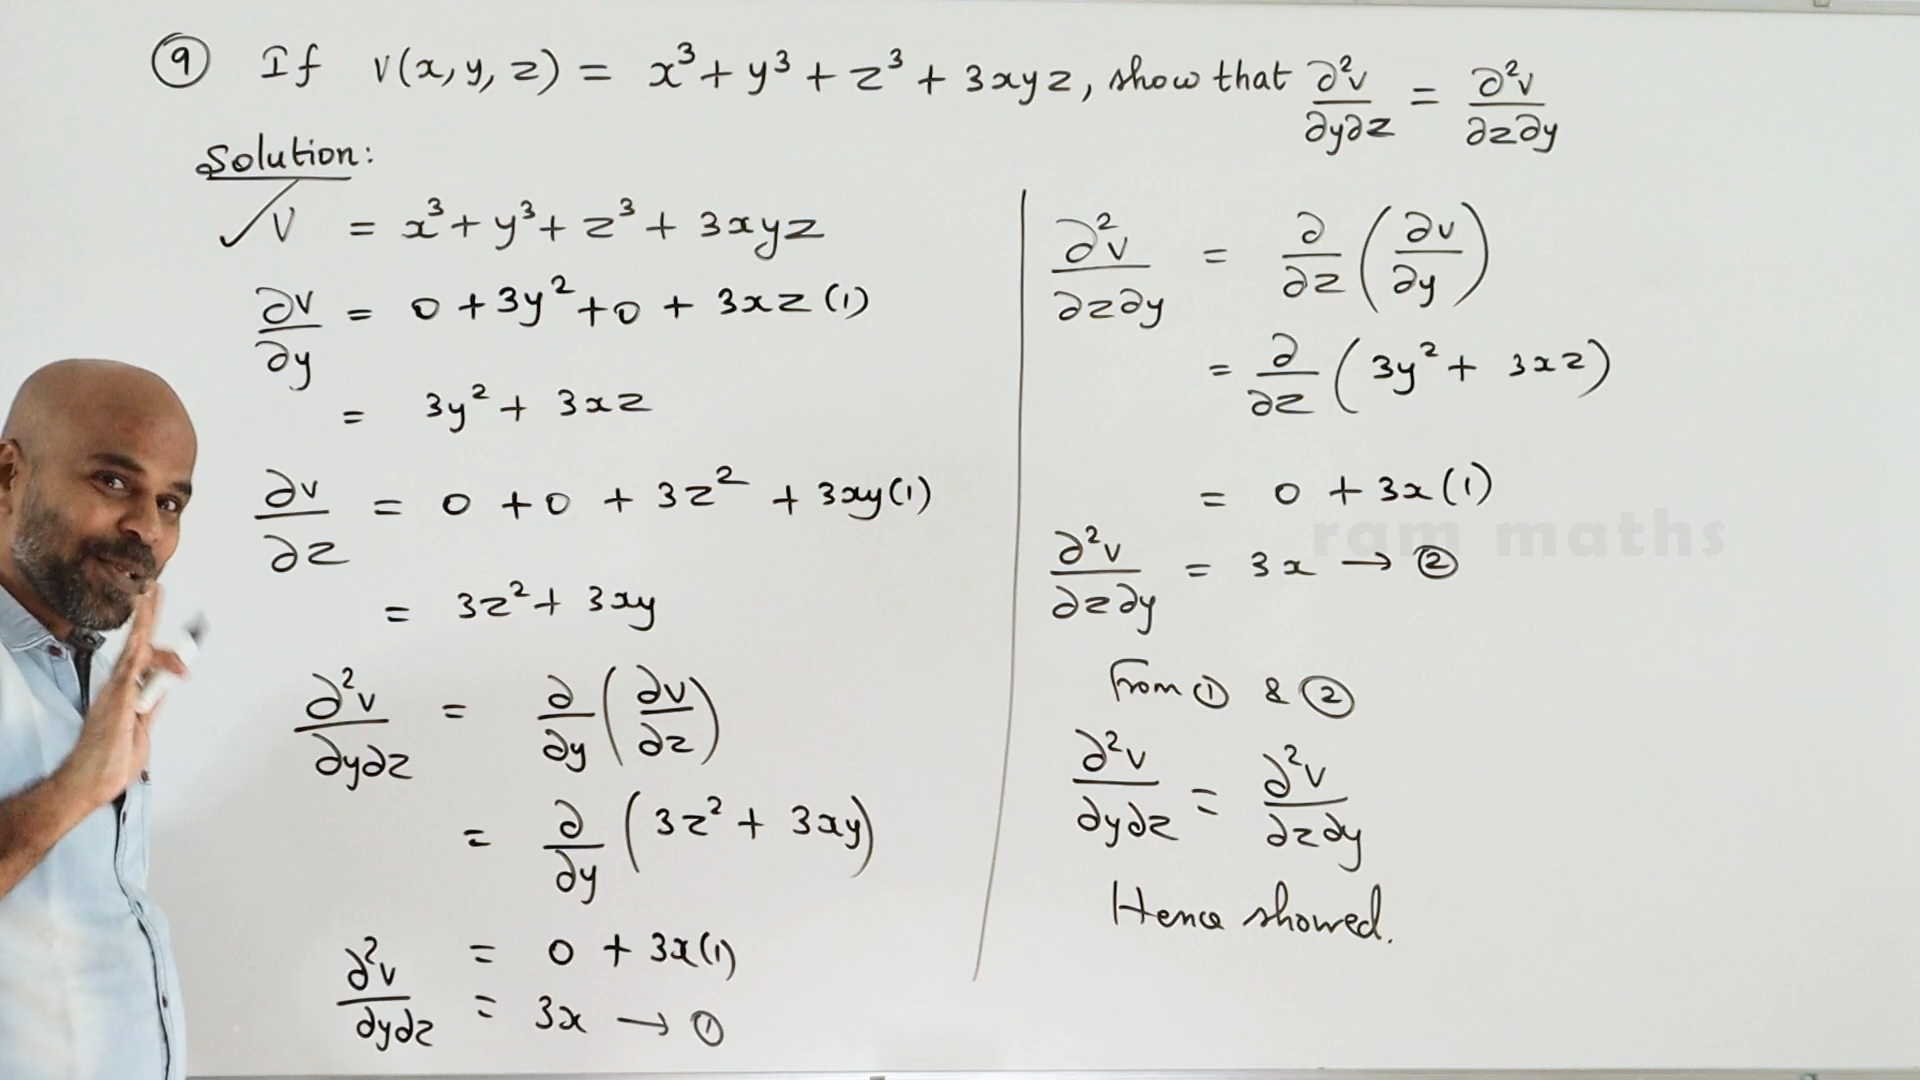 ⑨ If v(x, y, z) = x³ + y³ + z³ + 3xyz, show that ∂²v/∂y∂z = ∂²v/∂z∂y
Solution:
✓ V = x³ + y³ + z³ + 3xyz
∂v/∂y = 0 + 3y² + 0 + 3xz (1)
= 3y² + 3xz
∂v/∂z = 0 + 0 + 3z² + 3xy(1)
= 3z² + 3xy
∂²v/∂y∂z = ∂/∂y (∂v/∂z)
= ∂/∂y (3z² + 3xy)
= 0 + 3x(1)
∂²v/∂y∂z = 3x → ①
∂²v/∂z∂y = ∂/∂z (∂v/∂y)
= ∂/∂z (3y² + 3xz)
= 0 + 3x(1)
ram maths
∂²v/∂z∂y = 3x → ②
From ① & ②
∂²v/∂y∂z = ∂²v/∂z∂y
Hence showed.